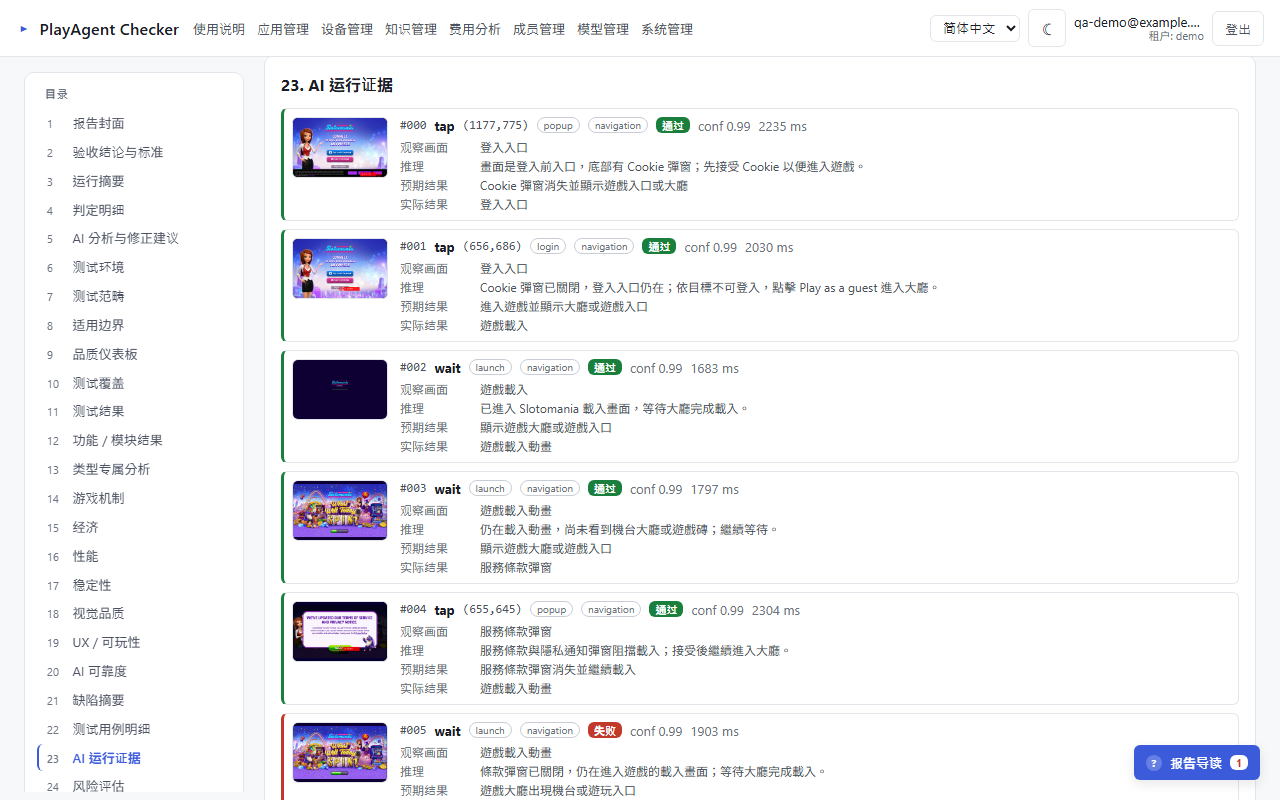 PlayAgent Checker
使用说明 应用管理 设备管理 知识管理 费用分析 成员管理 模型管理 系统管理
简体中文
qa-demo@example....
租户: demo
登出
目录
1 报告封面
2 验收结论与标准
3 运行摘要
4 判定明细
5 AI 分析与修正建议
6 测试环境
7 测试范畴
8 适用边界
9 品质仪表板
10 测试覆盖
11 测试结果
12 功能 / 模块结果
13 类型专属分析
14 游戏机制
15 经济
16 性能
17 稳定性
18 视觉品质
19 UX / 可玩性
20 AI 可靠度
21 缺陷摘要
22 测试用例明细
23 AI 运行证据
24 风险评估
23. AI 运行证据
#000 tap (1177,775) popup navigation 通过 conf 0.99 2235 ms
观察画面 登入入口
推理 畫面是登入前入口，底部有 Cookie 彈窗；先接受 Cookie 以便進入遊戲。
预期结果 Cookie 彈窗消失並顯示遊戲入口或大廳
实际结果 登入入口
#001 tap (656,686) login navigation 通过 conf 0.99 2030 ms
观察画面 登入入口
推理 Cookie 彈窗已關閉，登入入口仍在；依目標不可登入，點擊 Play as a guest 進入大廳。
预期结果 進入遊戲並顯示大廳或遊戲入口
实际结果 遊戲載入
#002 wait launch navigation 通过 conf 0.99 1683 ms
观察画面 遊戲載入
推理 已進入 Slotomania 載入畫面，等待大廳完成載入。
预期结果 顯示遊戲大廳或遊戲入口
实际结果 遊戲載入動畫
#003 wait launch navigation 通过 conf 0.99 1797 ms
观察画面 遊戲載入動畫
推理 仍在載入動畫，尚未看到機台大廳或遊戲磚；繼續等待。
预期结果 顯示遊戲大廳或遊戲入口
实际结果 服務條款彈窗
#004 tap (655,645) popup navigation 通过 conf 0.99 2304 ms
观察画面 服務條款彈窗
推理 服務條款與隱私通知彈窗阻擋載入；接受後繼續進入大廳。
预期结果 服務條款彈窗消失並繼續載入
实际结果 遊戲載入動畫
#005 wait launch navigation 失败 conf 0.99 1903 ms
观察画面 遊戲載入動畫
推理 條款彈窗已關閉，仍在進入遊戲的載入畫面；等待大廳完成載入。
预期结果 遊戲大廳出現機台或遊玩入口
? 报告导读 1